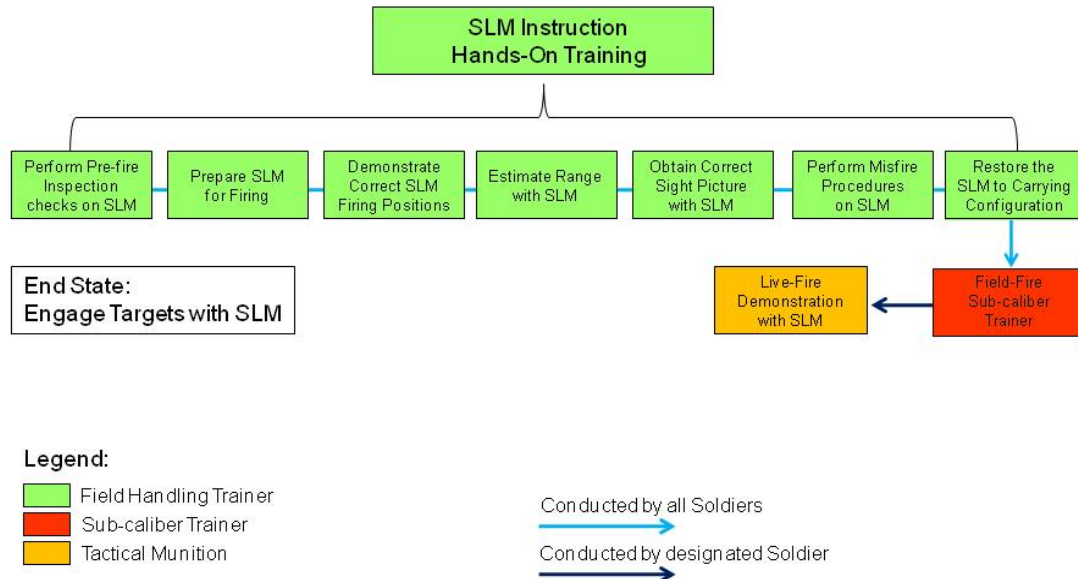 SLM Instruction
Hands-On Training
Perform Pre-fire
Inspection
checks on SLM
Prepare SLM
for Firing
Demonstrate
Correct SLM
Firing Positions
Estimate Range
with SLM
Obtain Correct
Sight Picture
with SLM
Perform Misfire
Procedures
on SLM
Restore the
SLM to Carrying
Configuration
End State:
Engage Targets with SLM
Live-Fire
Demonstration
with SLM
Field-Fire
Sub-caliber
Trainer
Legend:
Field Handling Trainer
Sub-caliber Trainer
Tactical Munition
Conducted by all Soldiers
Conducted by designated Soldier